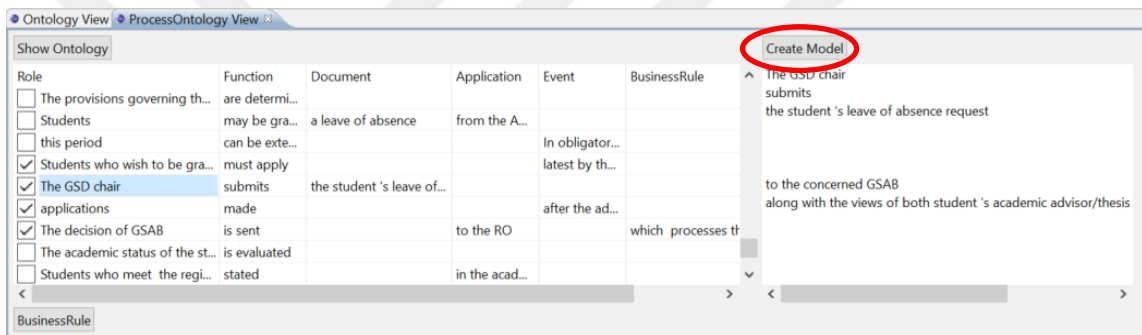 Ontology View ProcessOntology View
Show Ontology Create Model
Role Function Document Application Event BusinessRule
The provisions governing th... are determi...
Students may be gra... a leave of absence from the A...
this period can be exte... In obligator...
Students who wish to be gra... must apply latest by th...
The GSD chair submits the student 's leave of...
applications made after the ad...
The decision of GSAB is sent to the RO which processes th
The academic status of the st... is evaluated
Students who meet the regi... stated in the acad...
BusinessRule
The GSD chair
submits
the student 's leave of absence request
to the concerned GSAB
along with the views of both student 's academic advisor/thesis